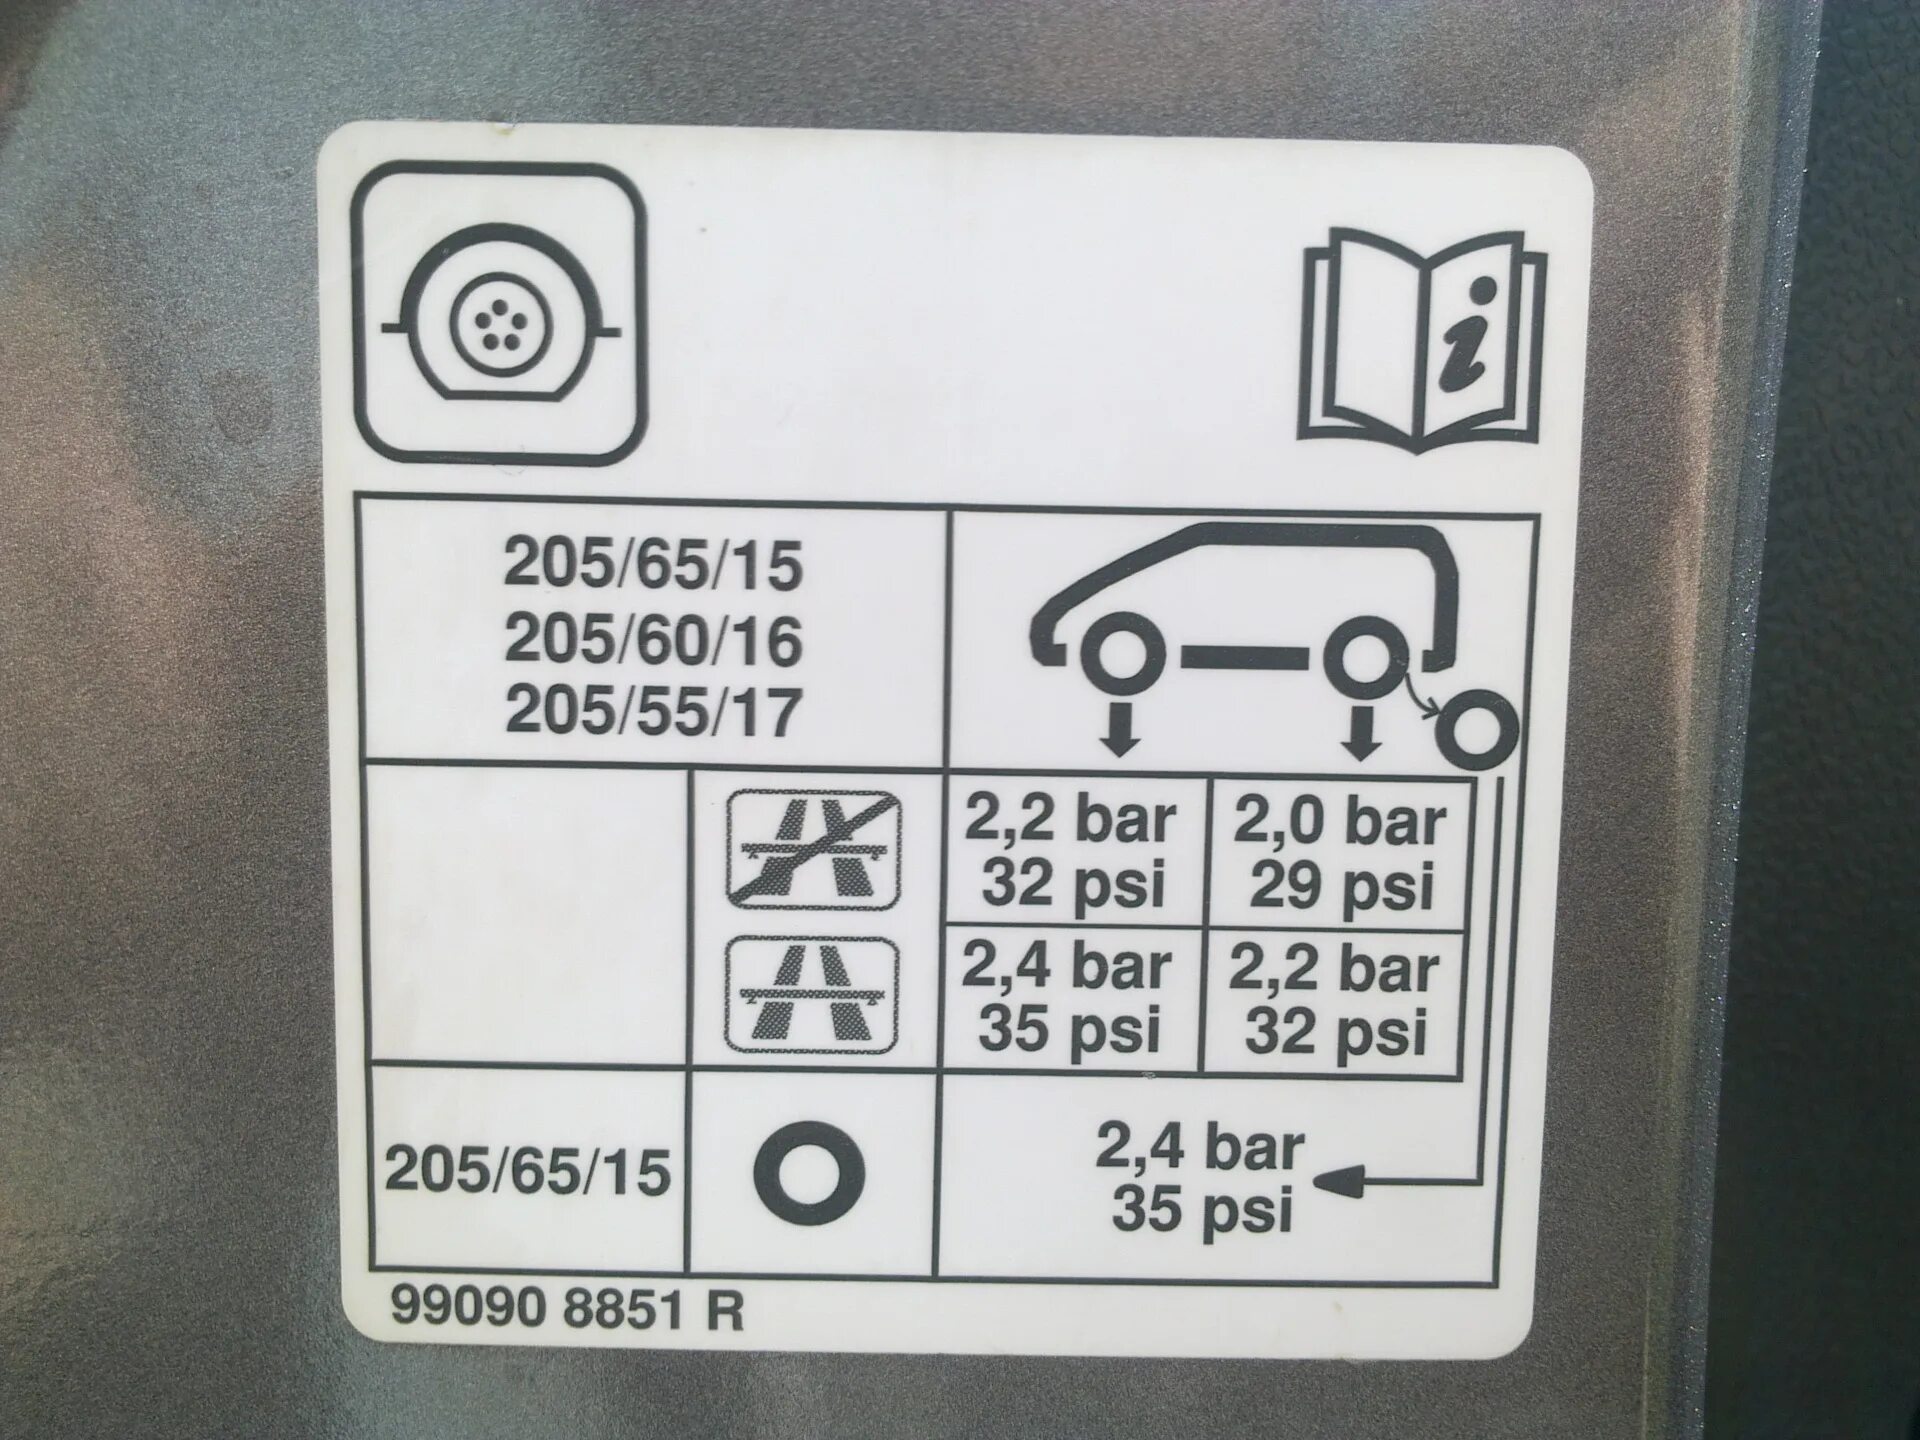 i
205/65/15
205/60/16
205/55/17
2,2 bar
32 psi
2,0 bar
29 psi
2,4 bar
35 psi
2,2 bar
32 psi
205/65/15
2,4 bar
35 psi
99090 8851 R